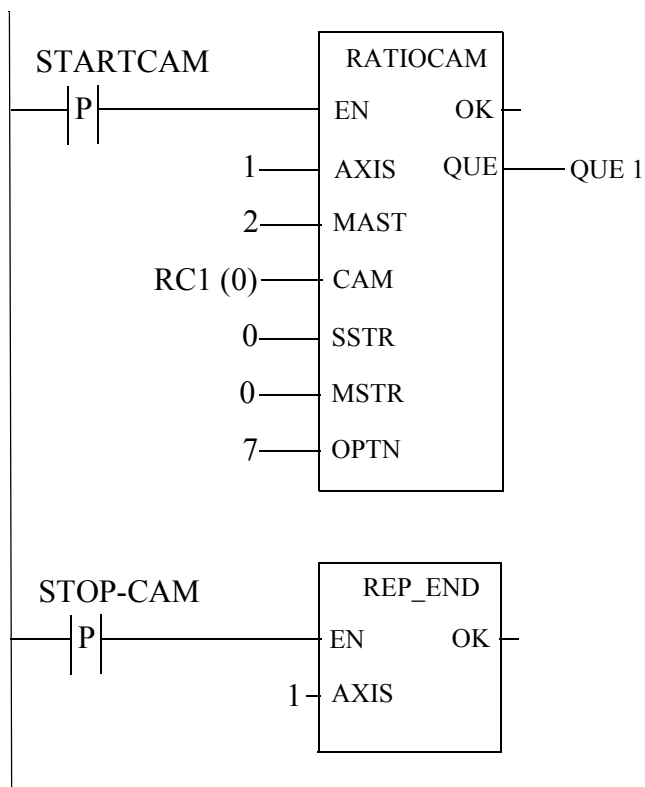 STARTCAM
RATIOCAM
P
EN OK
1 AXIS QUE QUE 1
2 MAST
RC1 (0) CAM
0 SSTR
0 MSTR
7 OPTN
STOP-CAM
REP_END
P
EN OK
1 AXIS